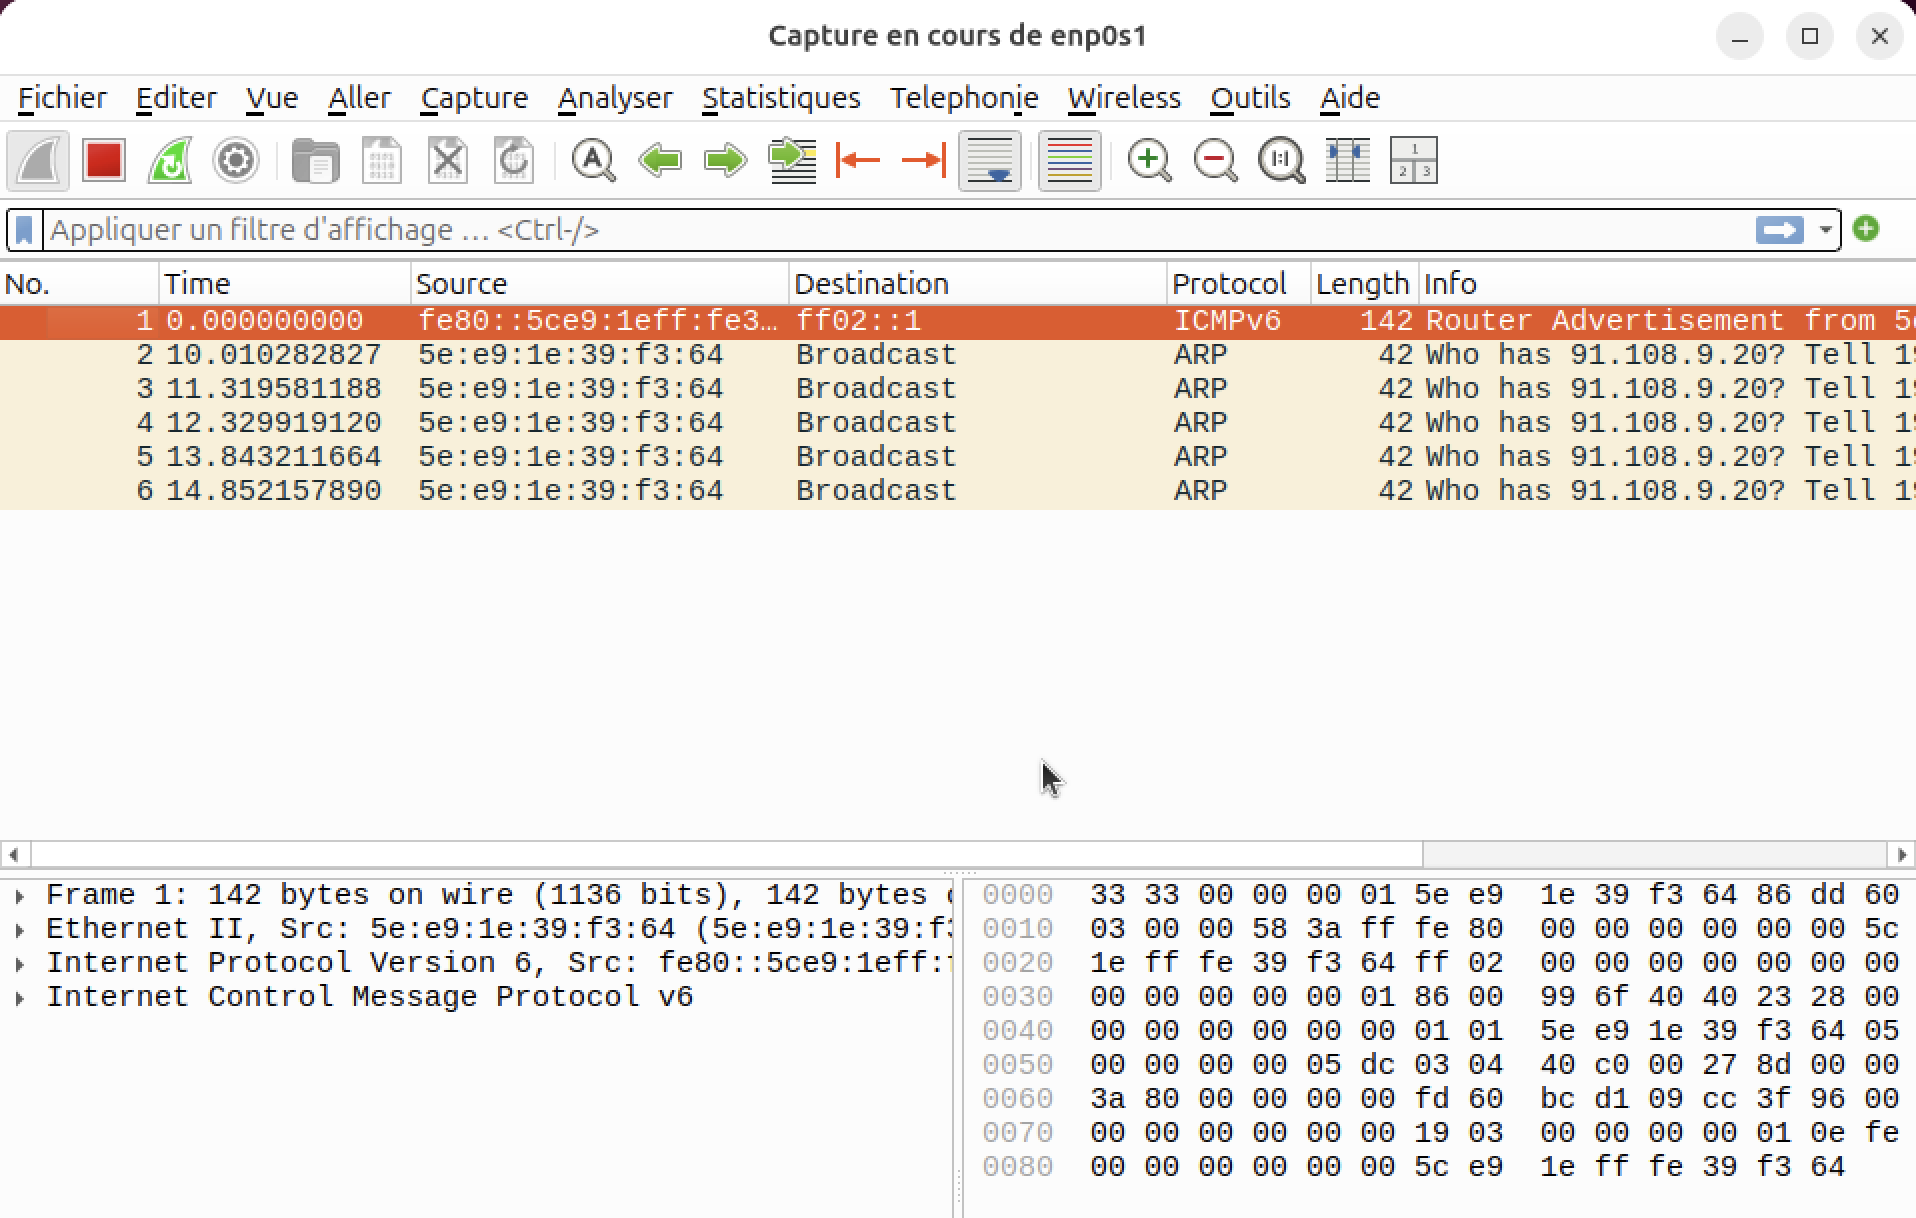 Capture en cours de enp0s1
Fichier Editer Vue Aller Capture Analyser Statistiques Telephonie Wireless Outils Aide
Appliquer un filtre d'affichage … <Ctrl-/>
No. Time Source Destination Protocol Length Info
1 0.000000000 fe80::5ce9:1eff:fe3… ff02::1 ICMPv6 142 Router Advertisement from 5
2 10.010282827 5e:e9:1e:39:f3:64 Broadcast ARP 42 Who has 91.108.9.20? Tell 19
3 11.319581188 5e:e9:1e:39:f3:64 Broadcast ARP 42 Who has 91.108.9.20? Tell 19
4 12.329919120 5e:e9:1e:39:f3:64 Broadcast ARP 42 Who has 91.108.9.20? Tell 19
5 13.843211664 5e:e9:1e:39:f3:64 Broadcast ARP 42 Who has 91.108.9.20? Tell 19
6 14.852157890 5e:e9:1e:39:f3:64 Broadcast ARP 42 Who has 91.108.9.20? Tell 19
Frame 1: 142 bytes on wire (1136 bits), 142 bytes
Ethernet II, Src: 5e:e9:1e:39:f3:64 (5e:e9:1e:39:f3
Internet Protocol Version 6, Src: fe80::5ce9:1eff:
Internet Control Message Protocol v6
0000 33 33 00 00 00 01 5e e9 1e 39 f3 64 86 dd 60
0010 03 00 00 58 3a ff fe 80 00 00 00 00 00 00 5c
0020 1e ff fe 39 f3 64 ff 02 00 00 00 00 00 00 00
0030 00 00 00 00 00 01 86 00 99 6f 40 40 23 28 00
0040 00 00 00 00 00 00 01 01 5e e9 1e 39 f3 64 05
0050 00 00 00 00 05 dc 03 04 40 c0 00 27 8d 00 00
0060 3a 80 00 00 00 00 fd 60 bc d1 09 cc 3f 96 00
0070 00 00 00 00 00 00 19 03 00 00 00 00 01 0e fe
0080 00 00 00 00 00 00 5c e9 1e ff fe 39 f3 64